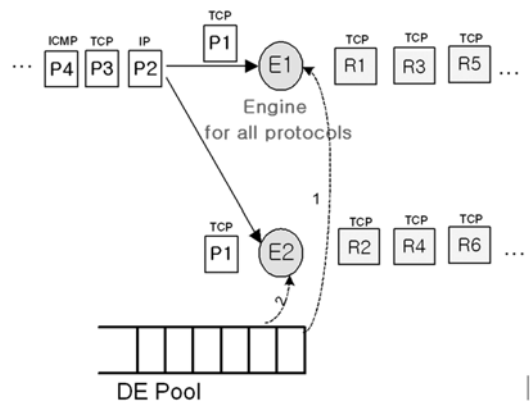 TCP
P1
ICMP TCP IP
... P4 P3 P2
E1
TCP TCP TCP
R1 R3 R5 ...
Engine
for all protocols
1
TCP
P1
E2
TCP TCP TCP
R2 R4 R6 ...
2
DE Pool